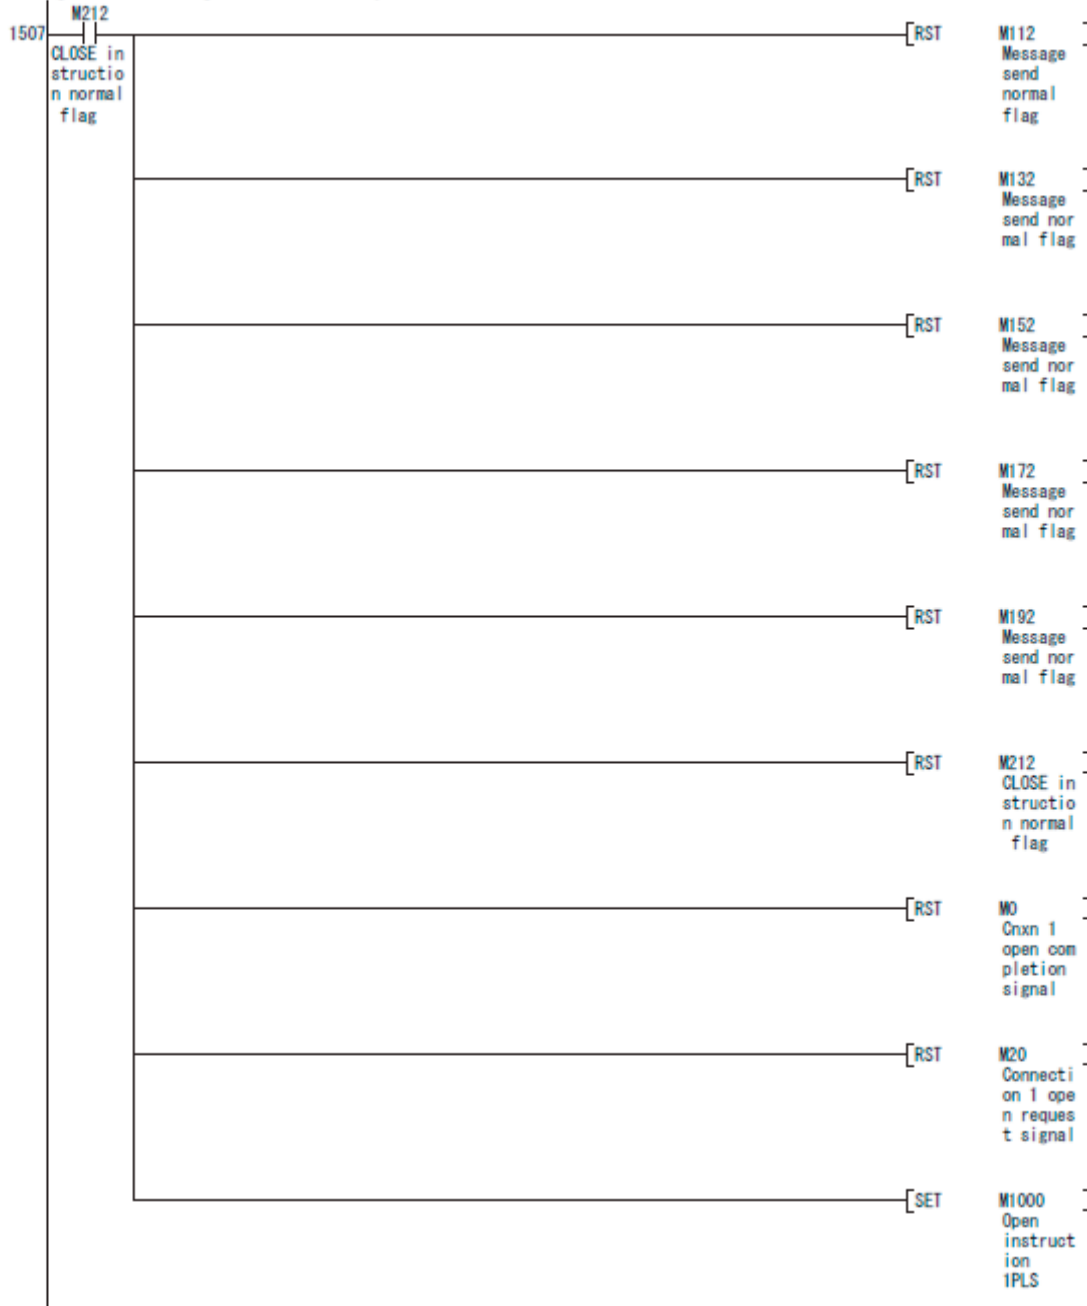 M212
1507
CLOSE in
structio
n normal
flag
RST M112
Message
send
normal
flag
RST M132
Message
send nor
mal flag
RST M152
Message
send nor
mal flag
RST M172
Message
send nor
mal flag
RST M192
Message
send nor
mal flag
RST M212
CLOSE in
structio
n normal
flag
RST M0
Cnxn 1
open com
pletion
signal
RST M20
Connecti
on 1 ope
n reques
t signal
SET M1000
Open
instruct
ion
1PLS